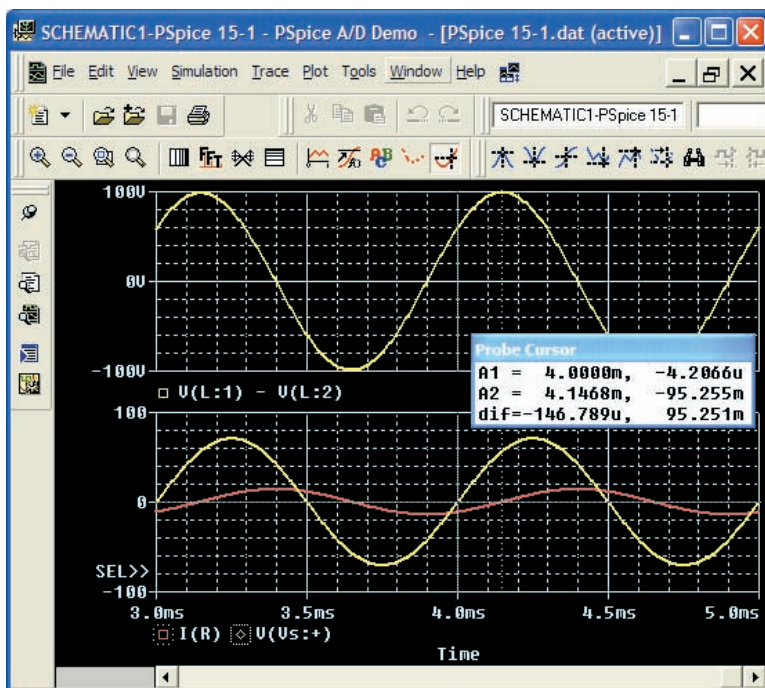 SCHEMATIC1-PSpice 15-1 - PSpice A/D Demo - [PSpice 15-1.dat (active)]
File Edit View Simulation Trace Plot Tools Window Help
SCHEMATIC1-PSpice 15-1
100V
0V
-100V
V(L:1) - V(L:2)
Probe Cursor
A1 = 4.0000m, -4.2066u
A2 = 4.1468m, -95.255m
dif=-146.789u, 95.251m
100
0
SEL>>
-100
3.0ms 3.5ms 4.0ms 4.5ms 5.0ms
I(R) V(Vs:+)
Time